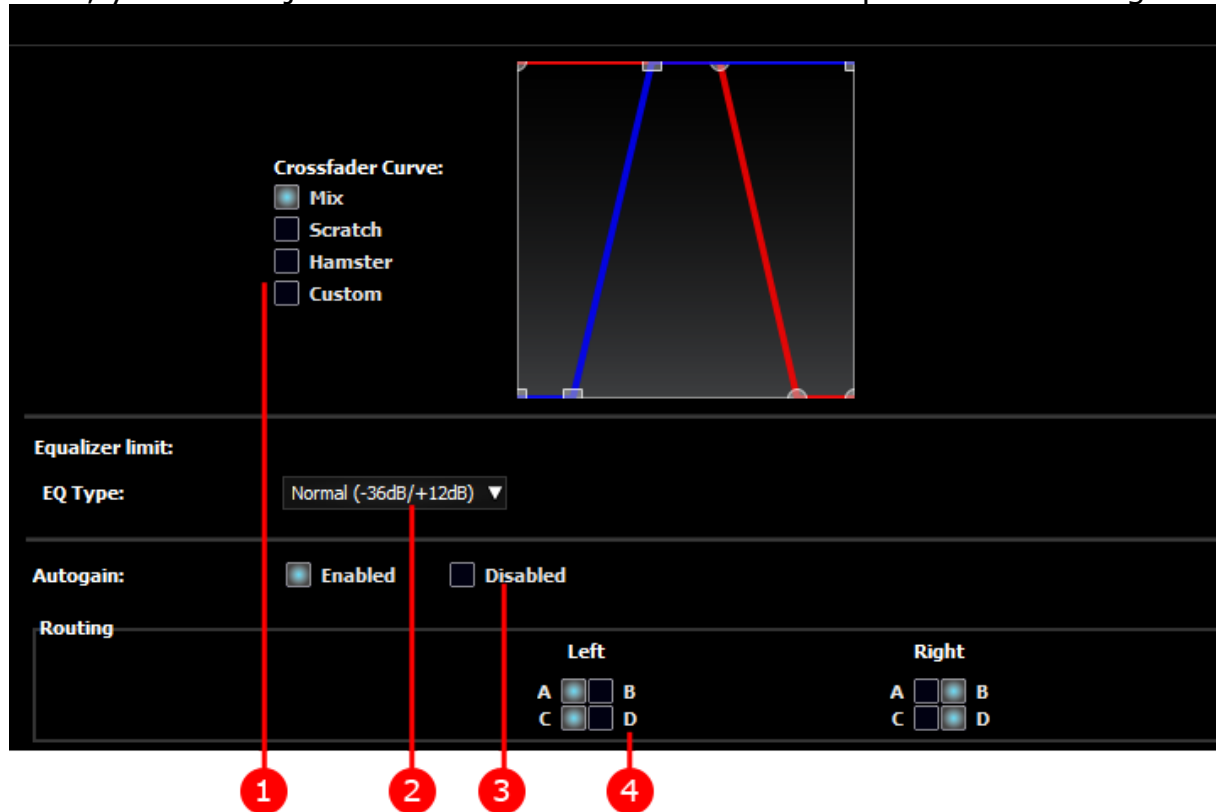 Crossfader Curve:
Mix
Scratch
Hamster
Custom
Equalizer limit:
EQ Type: Normal (-36dB/+12dB) ▼
Autogain: Enabled Disabled
Routing
Left Right
A B A B
C D C D
1 2 3 4